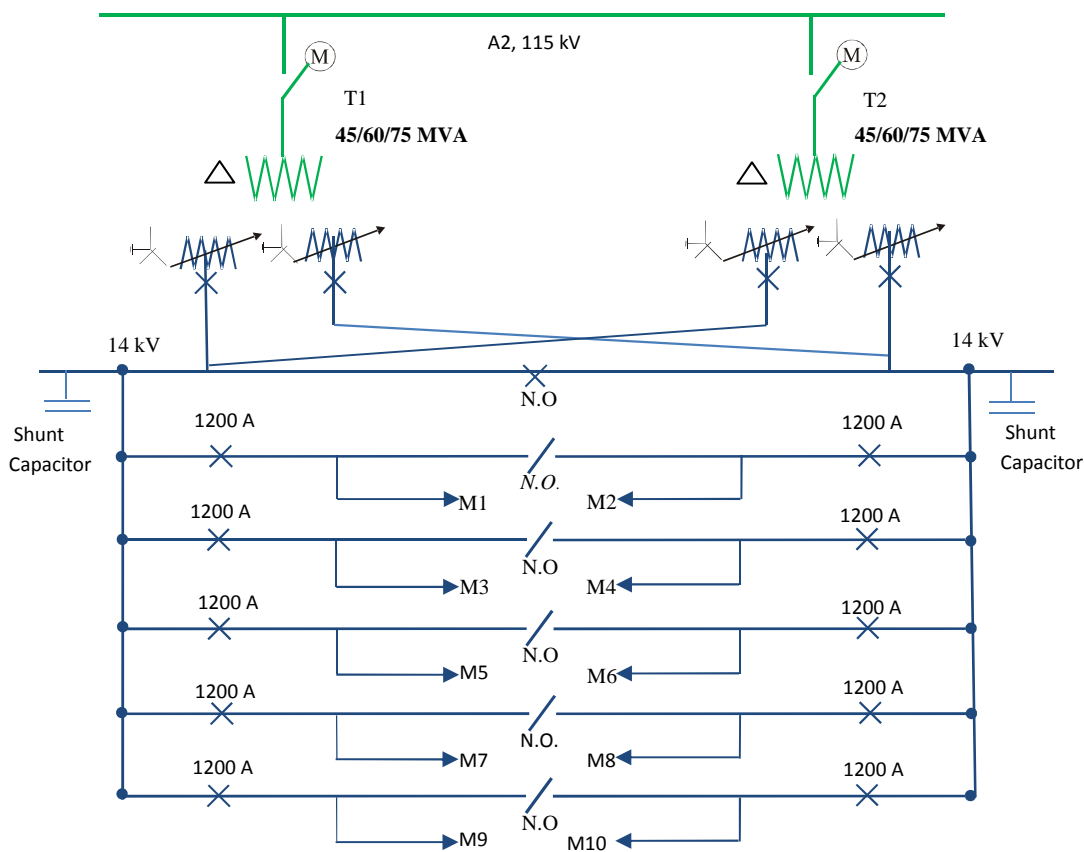 A2, 115 kV
M
M
T1
T2
45/60/75 MVA
45/60/75 MVA
14 kV
14 kV
N.O
1200 A
1200 A
Shunt
Capacitor
Shunt
Capacitor
N.O.
M1
M2
1200 A
1200 A
N.O
M3
M4
1200 A
1200 A
N.O
M5
M6
1200 A
1200 A
N.O.
M7
M8
1200 A
1200 A
N.O
M9
M10